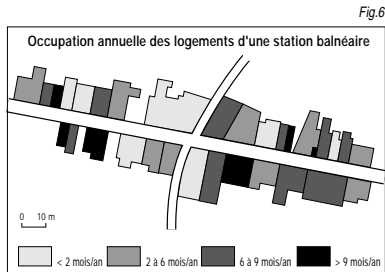 Fig.6
Occupation annuelle des logements d'une station balnéaire
0 10 m
< 2 mois/an 2 à 6 mois/an 6 à 9 mois/an > 9 mois/an